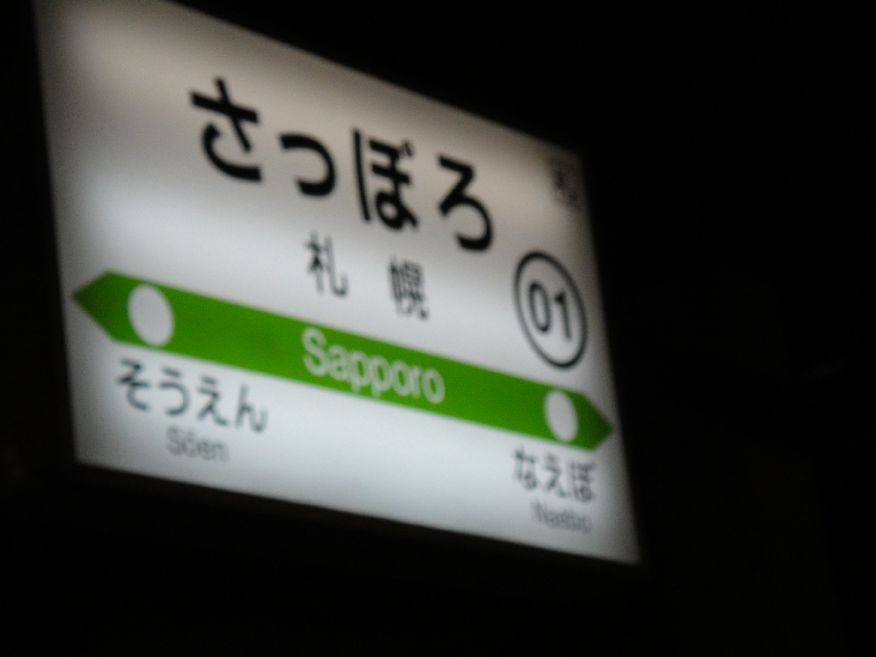 さっぽろ
札幌
01
Sapporo
そうえん
Sōen
なえぼ
Naebo